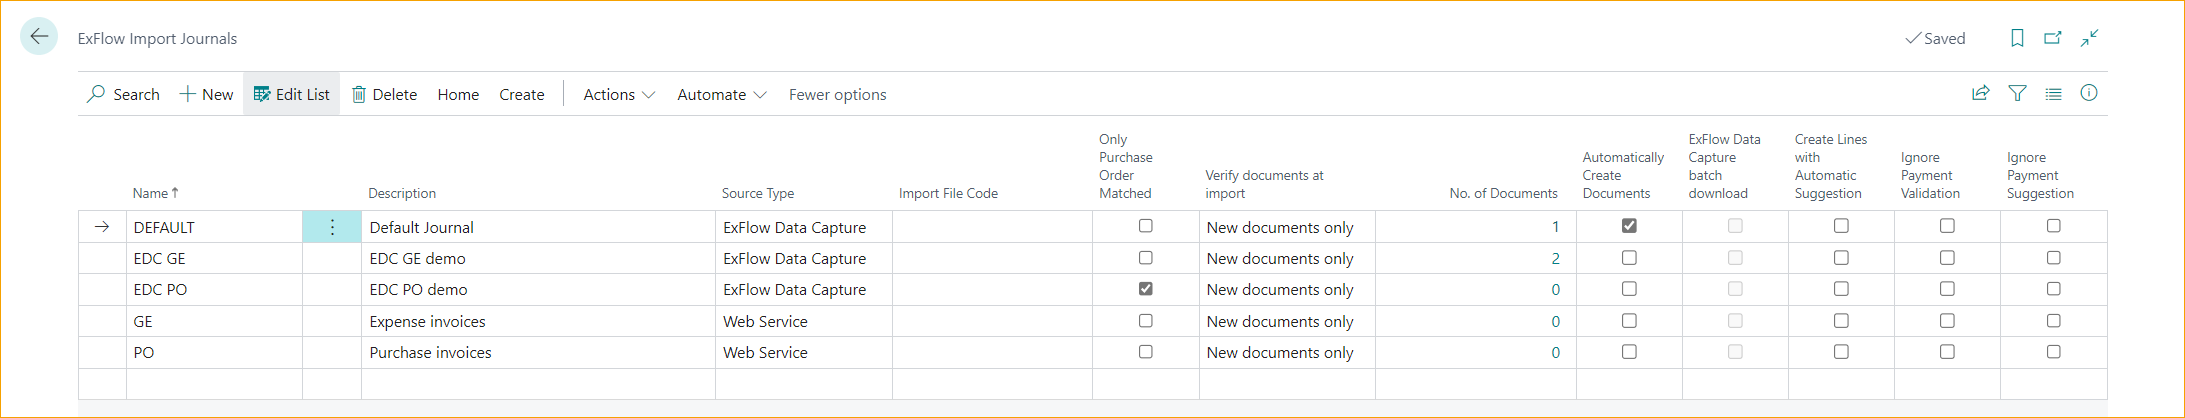 ExFlow Import Journals
Saved
Search New Edit List Delete Home Create Actions Automate Fewer options
Name Description Source Type Import File Code Only Purchase Order Matched Verify documents at import No. of Documents Automatically Create Documents ExFlow Data Capture batch download Create Lines with Automatic Suggestion Ignore Payment Validation Ignore Payment Suggestion
DEFAULT Default Journal ExFlow Data Capture New documents only 1
EDC GE EDC GE demo ExFlow Data Capture New documents only 2
EDC PO EDC PO demo ExFlow Data Capture New documents only 0
GE Expense invoices Web Service New documents only 0
PO Purchase invoices Web Service New documents only 0